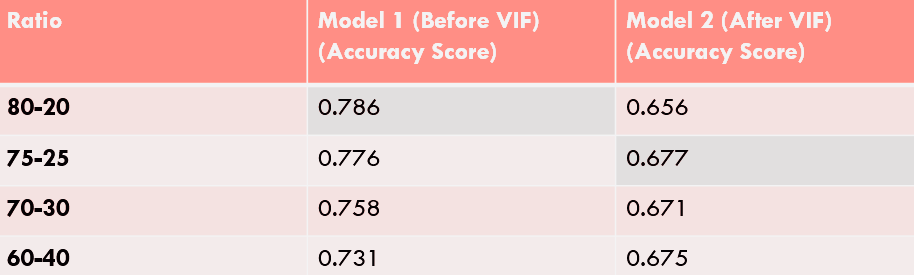 Ratio
Model 1 (Before VIF)
(Accuracy Score)
Model 2 (After VIF)
(Accuracy Score)
80-20 0.786 0.656
75-25 0.776 0.677
70-30 0.758 0.671
60-40 0.731 0.675